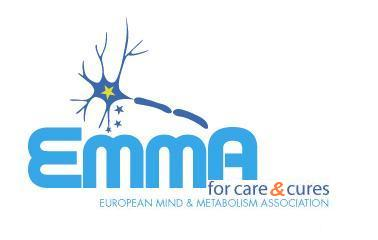 EmmA
for care & cures
EUROPEAN MIND & METABOLISM ASSOCIATION